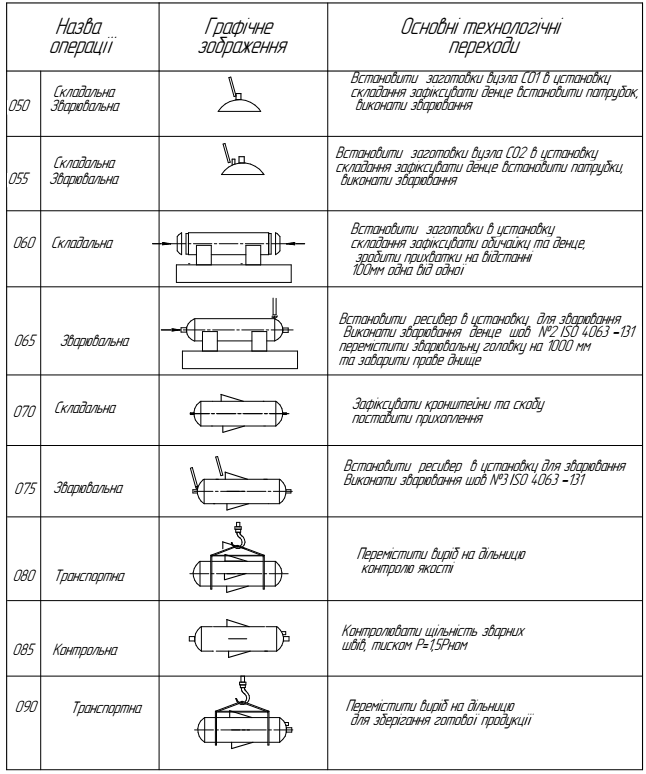 Назва
операції
Графічне
зображення
Основні технологічні
переходи
050
Складальна
Зварювальна
Встановити заготовки вузла СО1 в установку
складання зафіксувати денце встановити патрубок,
виконати зварювання
055
Складальна
Зварювальна
Встановити заготовки вузла СО2 в установку
складання зафіксувати денце встановити патрубки,
виконати зварювання
060
Складальна
Встановити заготовки в установку
складання зафіксувати обичайку та денце,
зробити прихватки на відстанні
100мм одна від одної
065
Зварювальна
Встановити ресивер в установку для зварювання
Виконати зварювання денце шов №2 ISO 4063 -131
перемістити зварювальну головку на 1000 мм
та заварити праве днище
070
Складальна
Зафіксувати кронштейни та скобу
поставити прихоплення
075
Зварювальна
Встановити ресивер в установку для зварювання
Виконати зварювання шов №3 ISO 4063 -131
080
Транспортна
Перемістити виріб на дільницю
контролю якості
085
Контрольна
Контролювати щільність зварних
швів, тиском Р=1,5Рном
090
Транспортна
Перемістити виріб на дільницю
для зберігання готової продукції